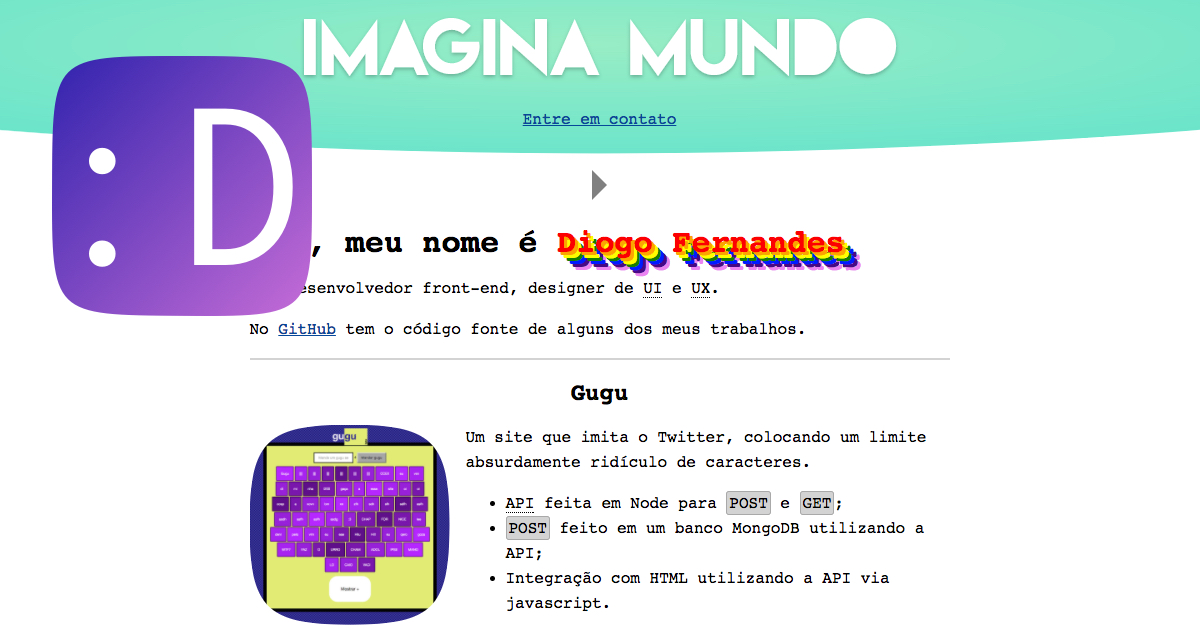 IMAGINA MUNDO
:D
Entre em contato
, meu nome é Diogo Fernandes
esenvolvedor front-end, designer de UI e UX.
No GitHub tem o código fonte de alguns dos meus trabalhos.
Gugu
gugu
Um site que imita o Twitter, colocando um limite
absurdamente ridículo de caracteres.
API feita em Node para POST e GET;
POST feito em um banco MongoDB utilizando a
API;
Integração com HTML utilizando a API via
javascript.